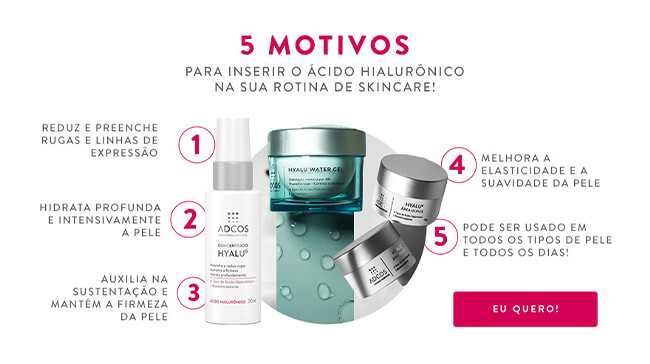 5 MOTIVOS
PARA INSERIR O ÁCIDO HIALURÔNICO
NA SUA ROTINA DE SKINCARE!
REDUZ E PREENCHE
RUGAS E LINHAS DE
EXPRESSÃO
1
HIDRATA PROFUNDA
E INTENSIVAMENTE
A PELE
2
AUXILIA NA
SUSTENTAÇÃO E
MANTÉM A FIRMEZA
DA PELE
3
ADCOS
CONCENTRADO
HYALU6
ÁCIDO HIALURÔNICO
30ml
HYALU WATER GEL
HYALU6
ÁREA OLHOS
ADCOS
4
MELHORA A
ELASTICIDADE E A
SUAVIDADE DA PELE
5
PODE SER USADO EM
TODOS OS TIPOS DE PELE
E TODOS OS DIAS!
EU QUERO!